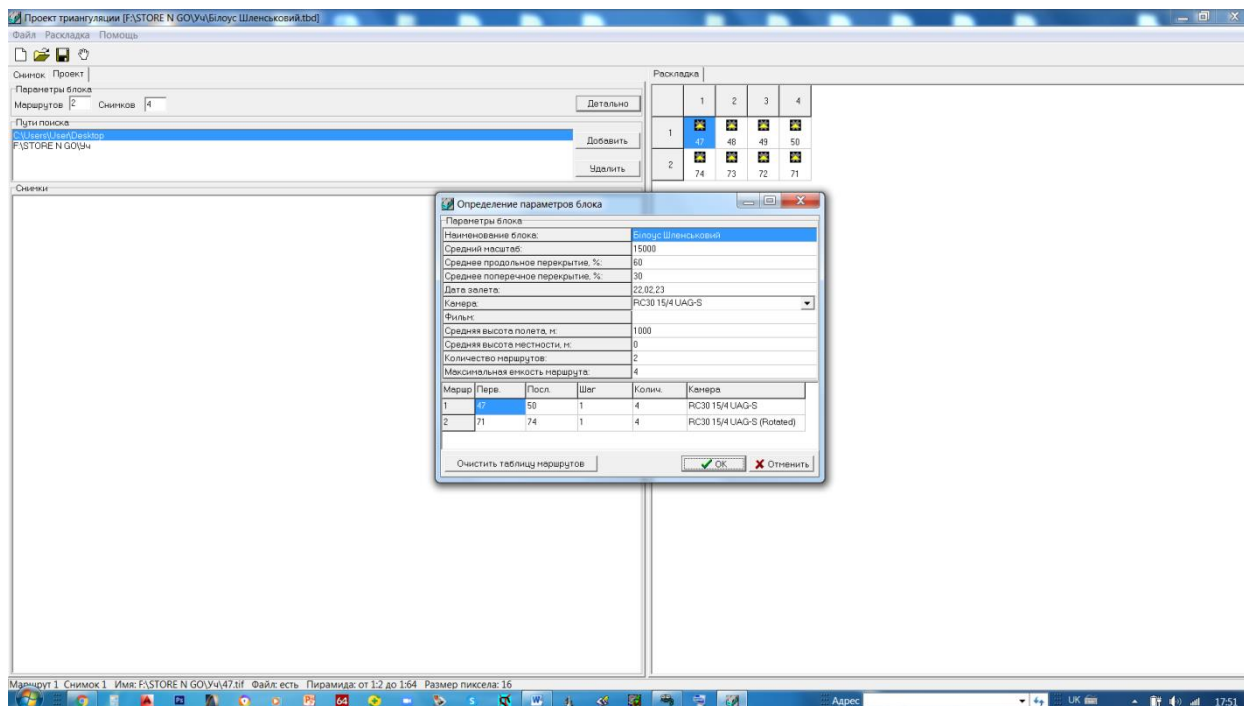 Проект триангуляции [F:\STORE N GO\Уч\Білоус Шленськовий.tbd]
Файл Раскладка Помощь
Снимок Проект
Параметры блока
Маршрутов 2 Снимков 4 Детально
Пути поиска
C:\Users\User\Desktop
F:\STORE N GO\Уч
Добавить
Удалить
Снимки
Раскладка
1 2 3 4
1 47 48 49 50
2 74 73 72 71
Определение параметров блока
Параметры блока
Наименование блока: Білоус Шленськовий
Средний масштаб: 15000
Среднее продольное перекрытие, %: 60
Среднее поперечное перекрытие, %: 30
Дата залета: 22,02,23
Камера: RC30 15/4 UAG-S
Фильм:
Средняя высота полета, м: 1000
Средняя высота местности, м: 0
Количество маршрутов: 2
Максимальная емкость маршрута: 4
Маршр Перв. Посл. Шаг Колич. Камера
1 47 50 1 4 RC30 15/4 UAG-S
2 71 74 1 4 RC30 15/4 UAG-S (Rotated)
Очистить таблицу маршрутов OK Отменить
Маршрут 1 Снимок 1 Имя: F:\STORE N GO\Уч\47.tif Файл: есть Пирамида: от 1:2 до 1:64 Размер пиксела: 16
64 Адрес UK 17:51